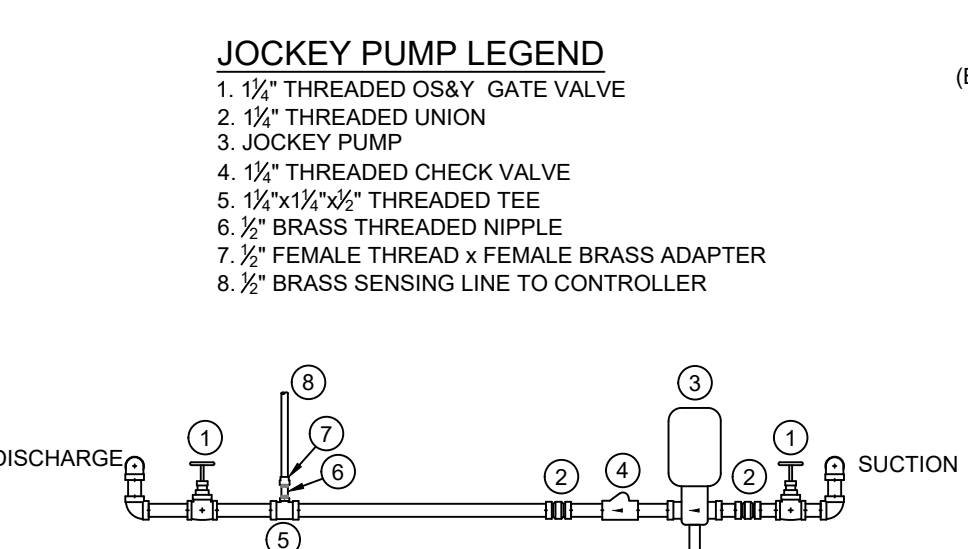 JOCKEY PUMP LEGEND
(E
1. 1¼" THREADED OS&Y GATE VALVE
2. 1¼" THREADED UNION
3. JOCKEY PUMP
4. 1¼" THREADED CHECK VALVE
5. 1¼"x1¼"x½" THREADED TEE
6. ½" BRASS THREADED NIPPLE
7. ½" FEMALE THREAD x FEMALE BRASS ADAPTER
8. ½" BRASS SENSING LINE TO CONTROLLER
8
3
1
7
1
DISCHARGE
SUCTION
6
2
4
2
5